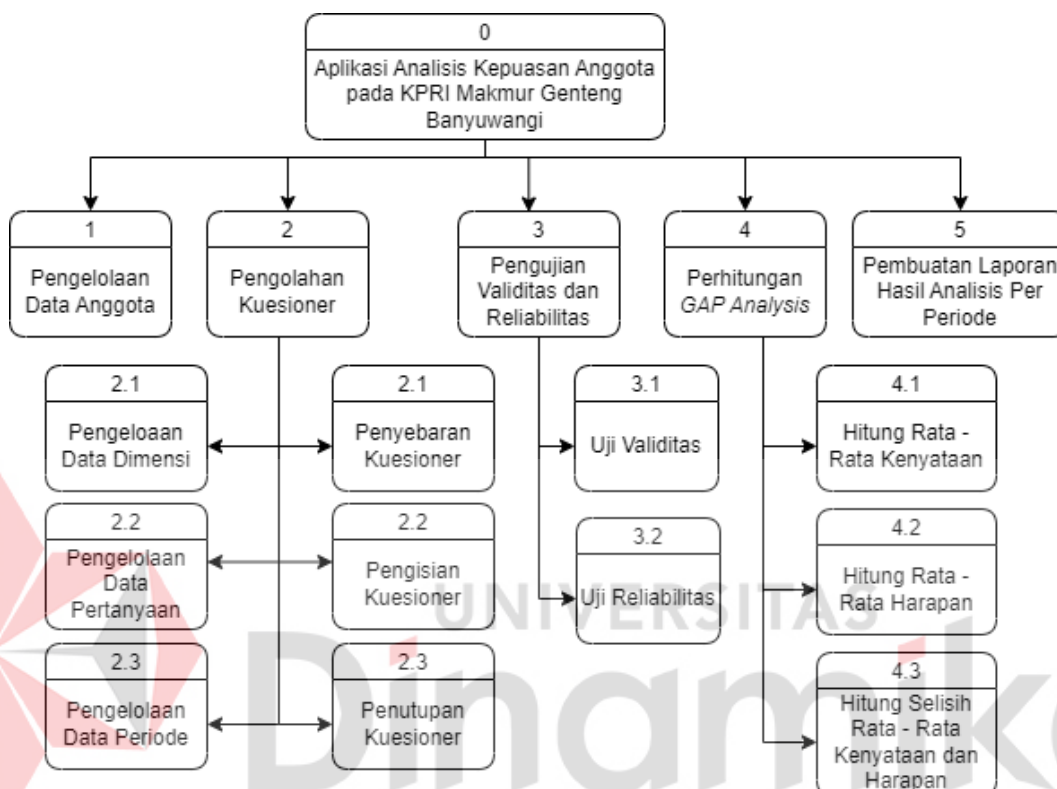 0
Aplikasi Analisis Kepuasan Anggota
pada KPRI Makmur Genteng
Banyuwangi
1
Pengelolaan
Data Anggota
2
Pengolahan
Kuesioner
3
Pengujian
Validitas dan
Reliabilitas
4
Perhitungan
GAP Analysis
5
Pembuatan Laporan
Hasil Analisis Per
Periode
2.1
Pengeloaan
Data Dimensi
2.1
Penyebaran
Kuesioner
3.1
Uji Validitas
4.1
Hitung Rata -
Rata Kenyataan
2.2
Pengelolaan
Data
Pertanyaan
2.2
Pengisian
Kuesioner
3.2
Uji Reliabilitas
4.2
Hitung Rata -
Rata Harapan
2.3
Pengelolaan
Data Periode
2.3
Penutupan
Kuesioner
4.3
Hitung Selisih
Rata - Rata
Kenyataan dan
Harapan
UNIVERSITAS
Dinamika